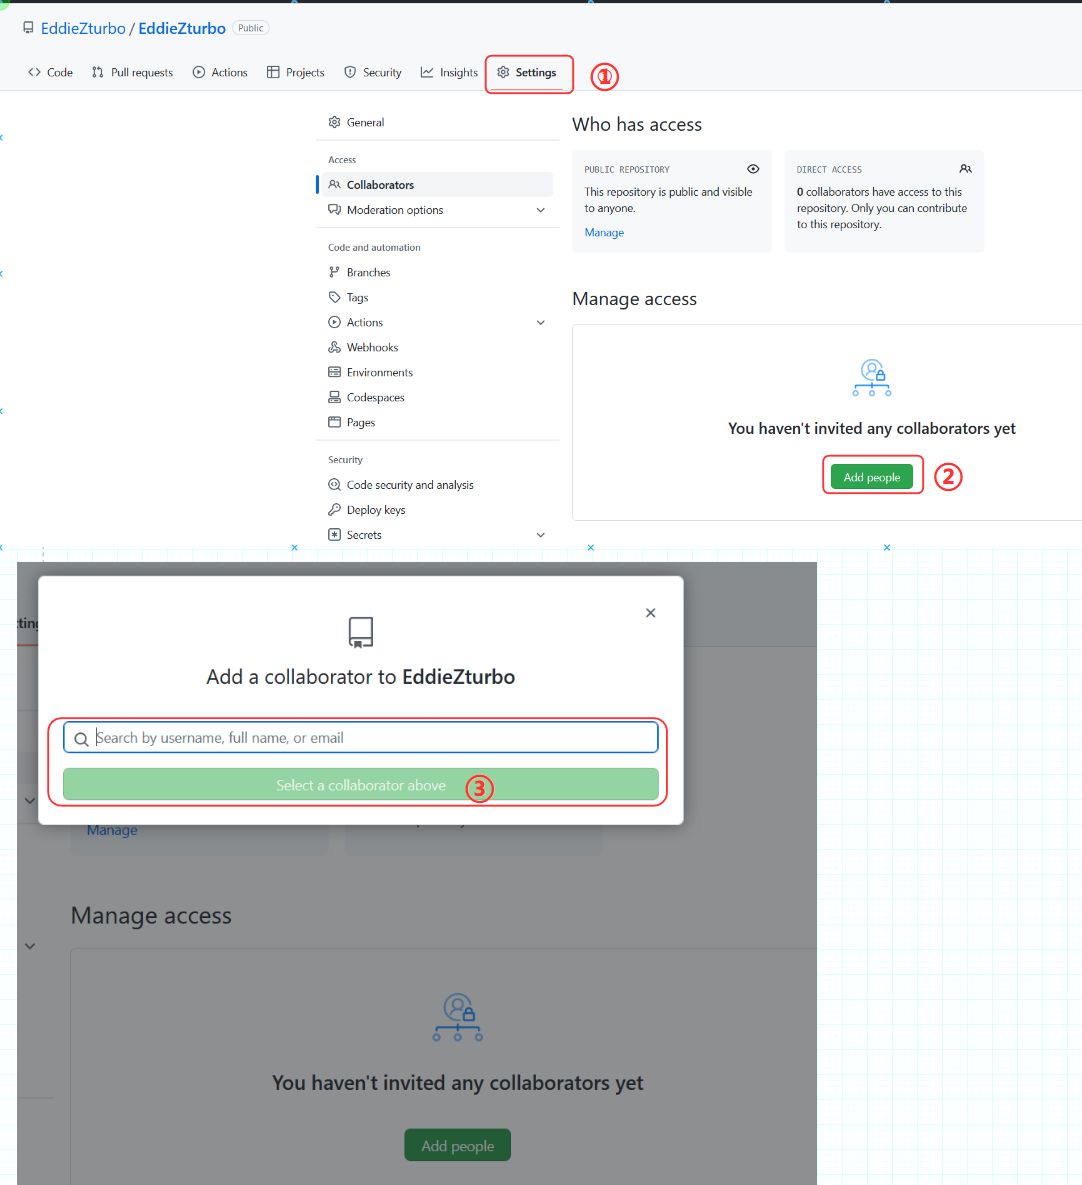 EddieZturbo / EddieZturbo Public
Code Pull requests Actions Projects Security Insights Settings ①
General
Access
Collaborators
Moderation options
Code and automation
Branches
Tags
Actions
Webhooks
Environments
Codespaces
Pages
Security
Code security and analysis
Deploy keys
Secrets
Who has access
PUBLIC REPOSITORY
This repository is public and visible
to anyone.
Manage
DIRECT ACCESS
0 collaborators have access to this
repository. Only you can contribute
to this repository.
Manage access
You haven't invited any collaborators yet
Add people ②
Add a collaborator to EddieZturbo
Search by username, full name, or email
Select a collaborator above ③
Manage
Manage access
You haven't invited any collaborators yet
Add people